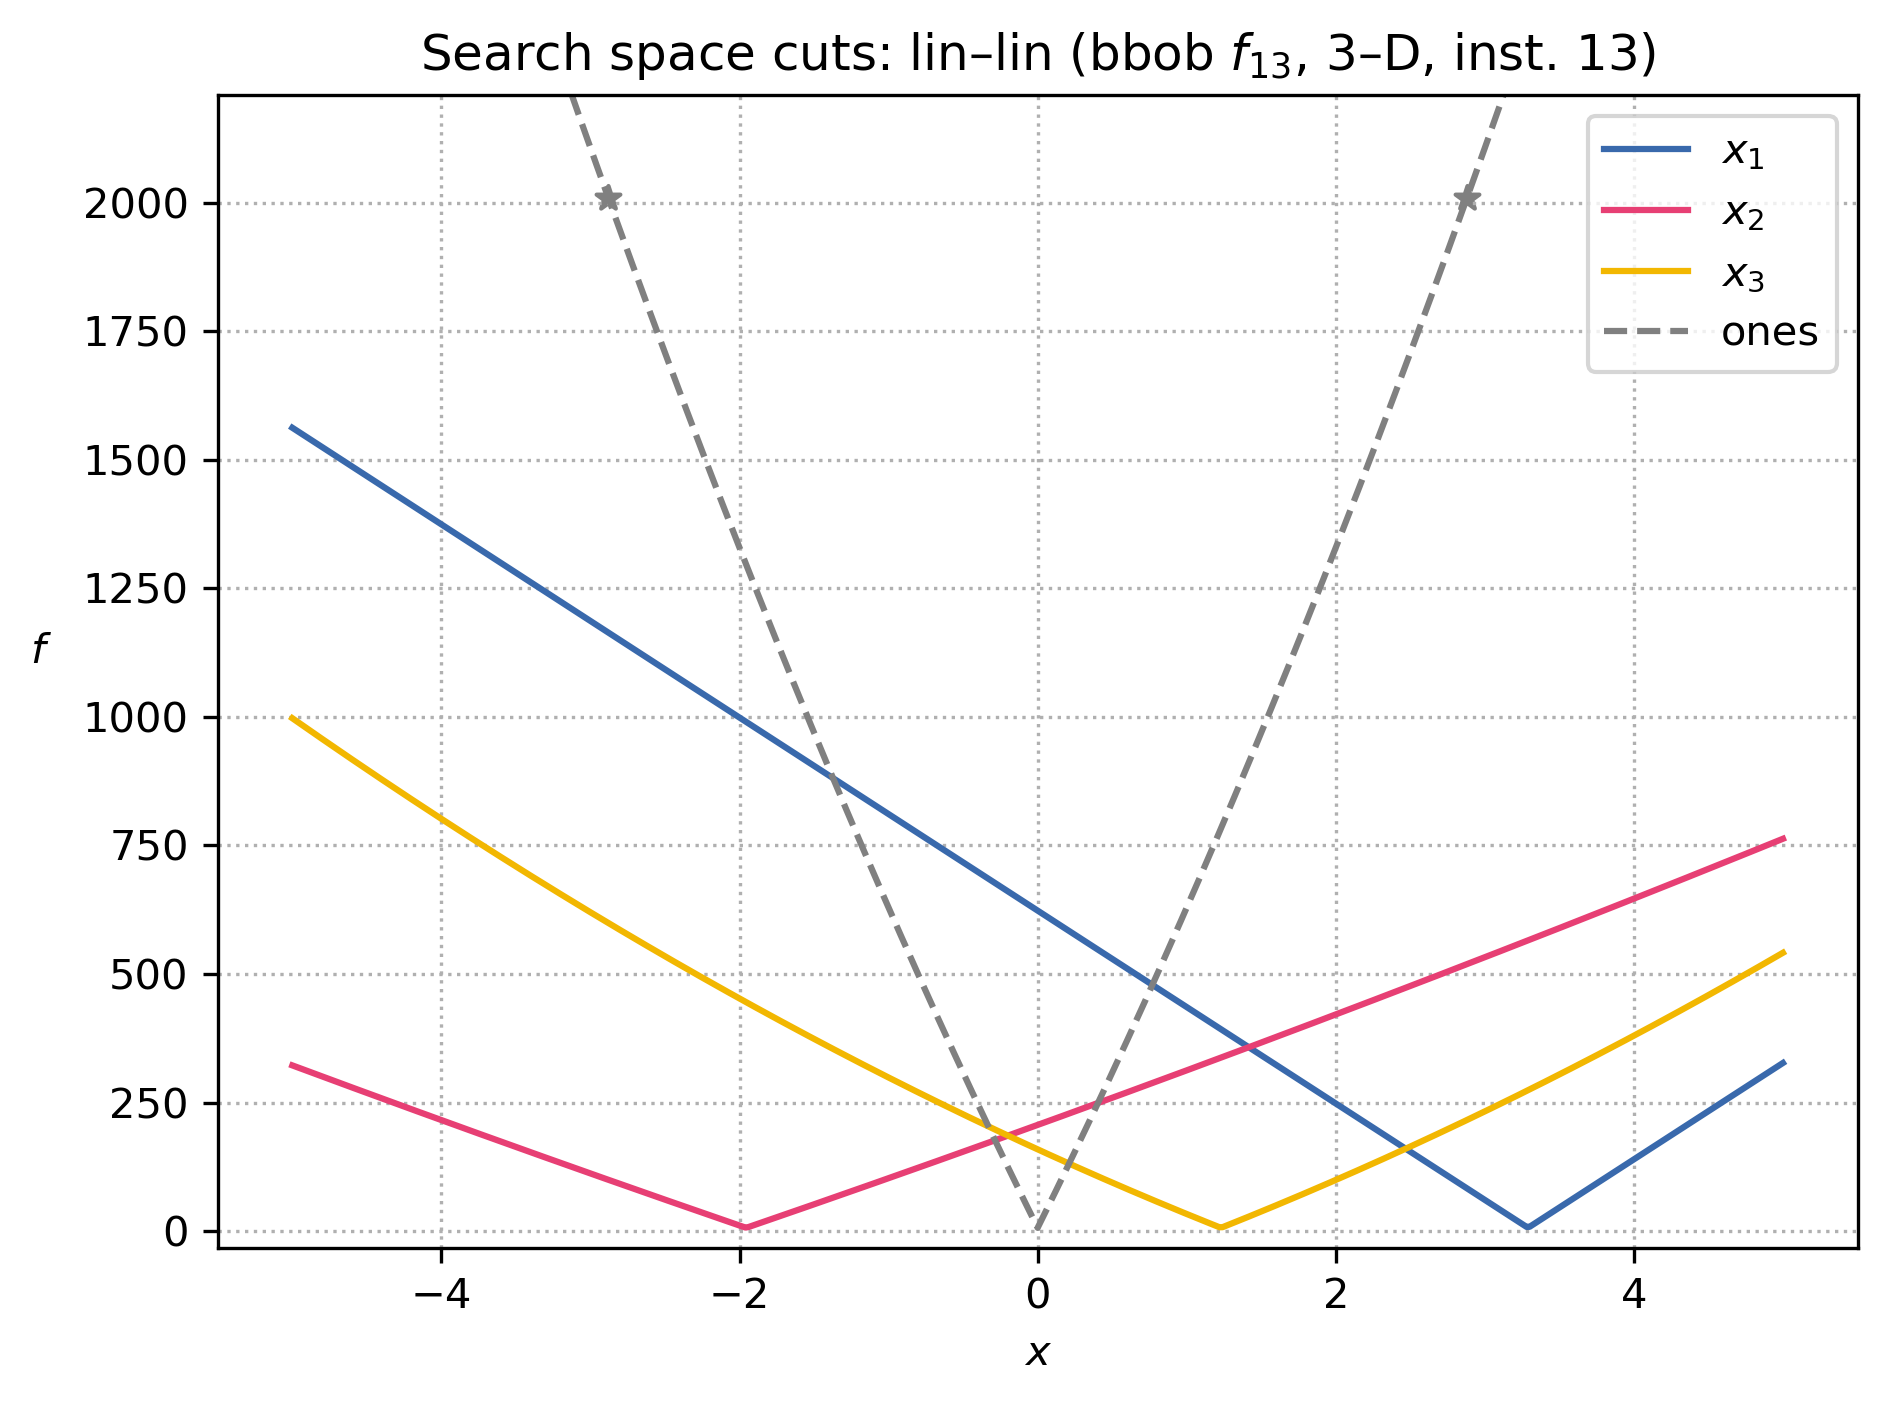 Search space cuts: lin–lin (bbob f₁₃, 3–D, inst. 13)
x₁
x₂
x₃
ones
f
2000
1750
1500
1250
1000
750
500
250
0
−4 −2 0 2 4
x